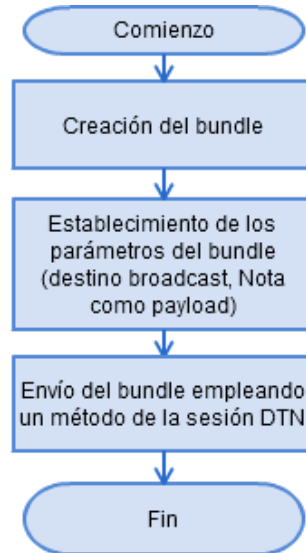 Comienzo
Creación del bundle
Establecimiento de los
parámetros del bundle
(destino broadcast, Nota
como payload)
Envío del bundle empleando
un método de la sesión DTN
Fin